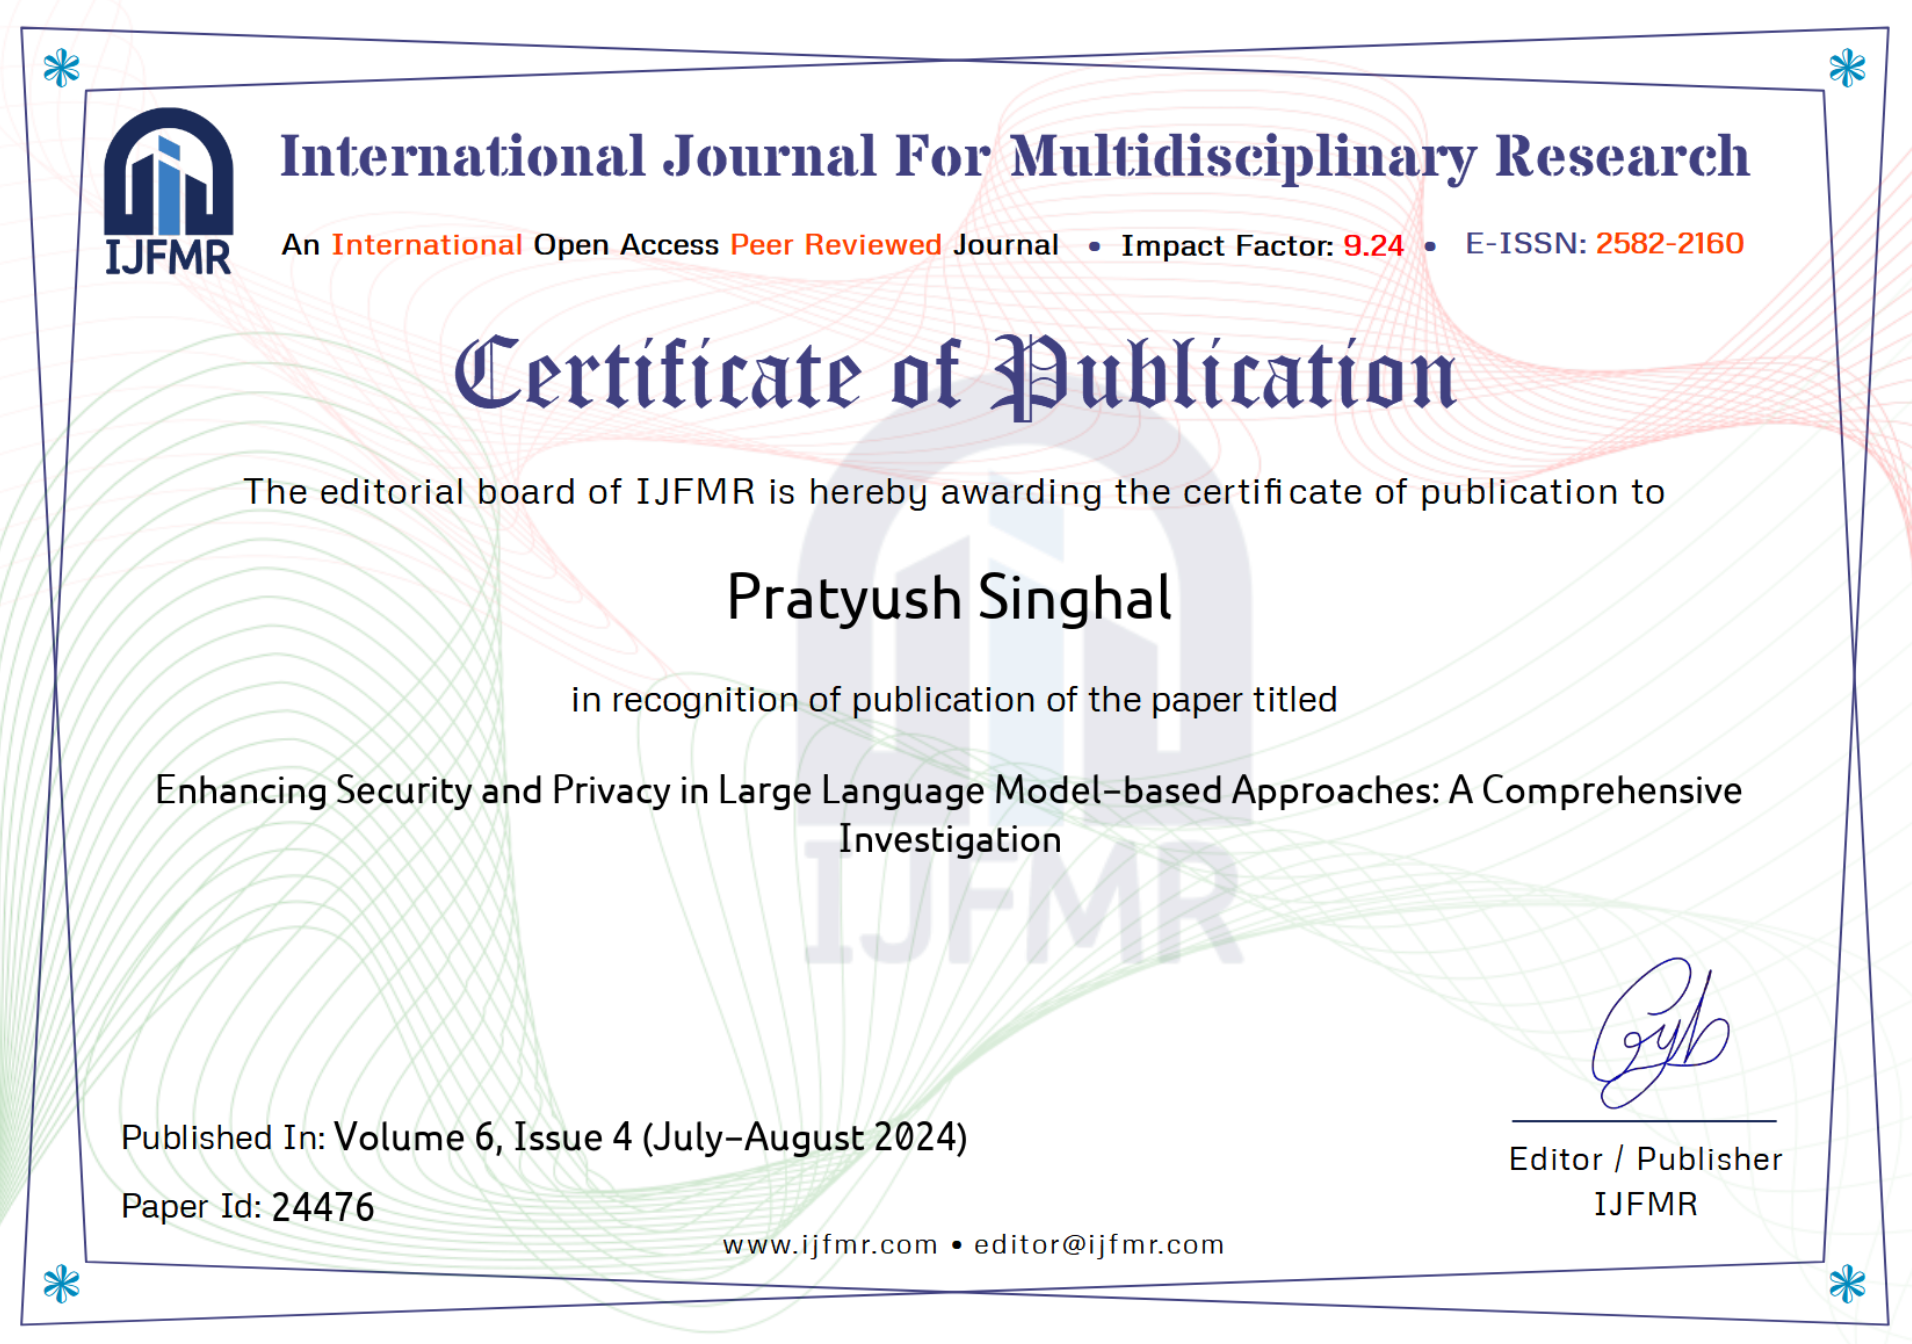 International Journal For Multidisciplinary Research
IJFMR
An International Open Access Peer Reviewed Journal • Impact Factor: 9.24 • E-ISSN: 2582-2160
Certificate of Publication
The editorial board of IJFMR is hereby awarding the certificate of publication to
Pratyush Singhal
in recognition of publication of the paper titled
Enhancing Security and Privacy in Large Language Model-based Approaches: A Comprehensive
Investigation
IJFMR
Published In: Volume 6, Issue 4 (July-August 2024)
Paper Id: 24476
Editor / Publisher
IJFMR
www.ijfmr.com • editor@ijfmr.com